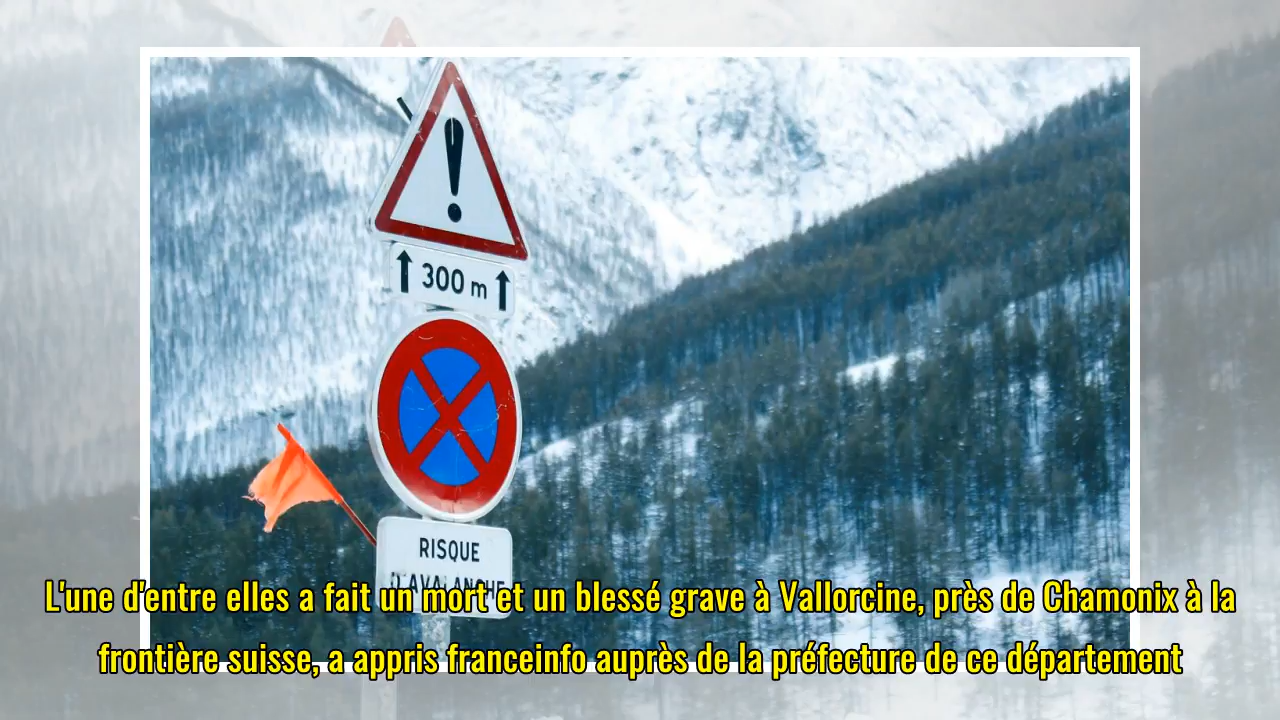 300 m
RISQUE
D'AVALANCHE
L'une d'entre elles a fait un mort et un blessé grave à Vallorcine, près de Chamonix à la
frontière suisse, a appris franceinfo auprès de la préfecture de ce département